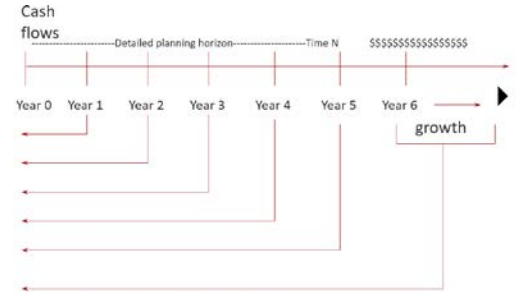 Cash
flows
--------------------Detailed planning horizon------------------Time N $$$$$$$$$$$$$$$$$
Year 0 Year 1 Year 2 Year 3 Year 4 Year 5 Year 6
growth